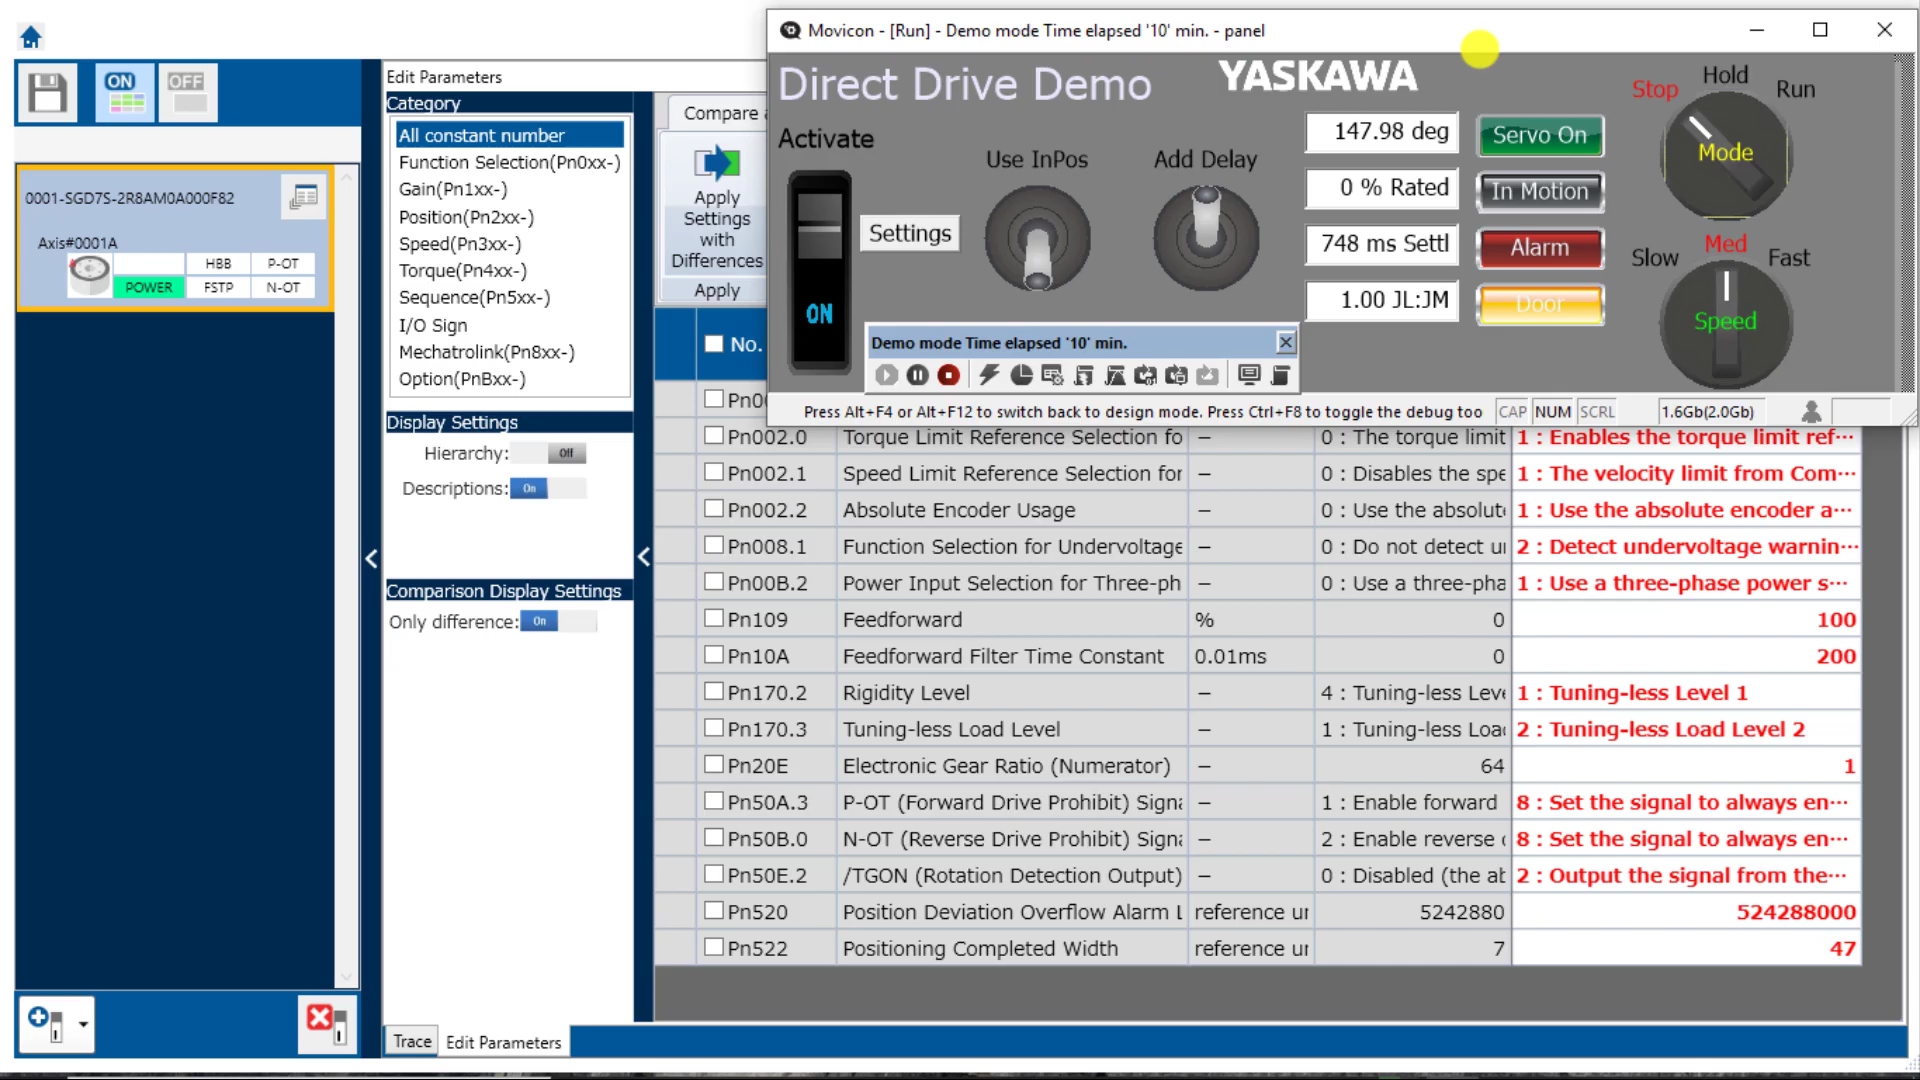 Movicon - [Run] - Demo mode Time elapsed '10' min. - panel
Direct Drive Demo
YASKAWA
Activate
ON
Settings
Use InPos
Add Delay
147.98 deg
0 % Rated
748 ms Settl
1.00 JL:JM
Servo On
In Motion
Alarm
Door
Stop
Hold
Run
Mode
Slow
Med
Fast
Speed
Demo mode Time elapsed '10' min.
Press Alt+F4 or Alt+F12 to switch back to design mode. Press Ctrl+F8 to toggle the debug too
CAP NUM SCRL
1.6Gb(2.0Gb)
ON
OFF
0001-SGD7S-2R8AM0A000F82
Axis#0001A
HBB P-OT
POWER FSTP N-OT
Edit Parameters
Category
All constant number
Function Selection(Pn0xx-)
Gain(Pn1xx-)
Position(Pn2xx-)
Speed(Pn3xx-)
Torque(Pn4xx-)
Sequence(Pn5xx-)
I/O Sign
Mechatrolink(Pn8xx-)
Option(PnBxx-)
Display Settings
Hierarchy: Off
Descriptions: On
Comparison Display Settings
Only difference: On
Compare
Apply
Settings
with
Differences
Apply
No.
Pn0
Pn002.0 Torque Limit Reference Selection fo – 0 : The torque limit 1 : Enables the torque limit ref···
Pn002.1 Speed Limit Reference Selection for – 0 : Disables the spe 1 : The velocity limit from Com···
Pn002.2 Absolute Encoder Usage – 0 : Use the absolut 1 : Use the absolute encoder a···
Pn008.1 Function Selection for Undervoltage – 0 : Do not detect u 2 : Detect undervoltage warnin···
Pn00B.2 Power Input Selection for Three-ph – 0 : Use a three-pha 1 : Use a three-phase power s···
Pn109 Feedforward % 0 100
Pn10A Feedforward Filter Time Constant 0.01ms 0 200
Pn170.2 Rigidity Level – 4 : Tuning-less Leve 1 : Tuning-less Level 1
Pn170.3 Tuning-less Load Level – 1 : Tuning-less Loa 2 : Tuning-less Load Level 2
Pn20E Electronic Gear Ratio (Numerator) – 64 1
Pn50A.3 P-OT (Forward Drive Prohibit) Signa – 1 : Enable forward 8 : Set the signal to always en···
Pn50B.0 N-OT (Reverse Drive Prohibit) Signa – 2 : Enable reverse 8 : Set the signal to always en···
Pn50E.2 /TGON (Rotation Detection Output) – 0 : Disabled (the ab 2 : Output the signal from the···
Pn520 Position Deviation Overflow Alarm L reference u 5242880 524288000
Pn522 Positioning Completed Width reference u 7 47
Trace
Edit Parameters